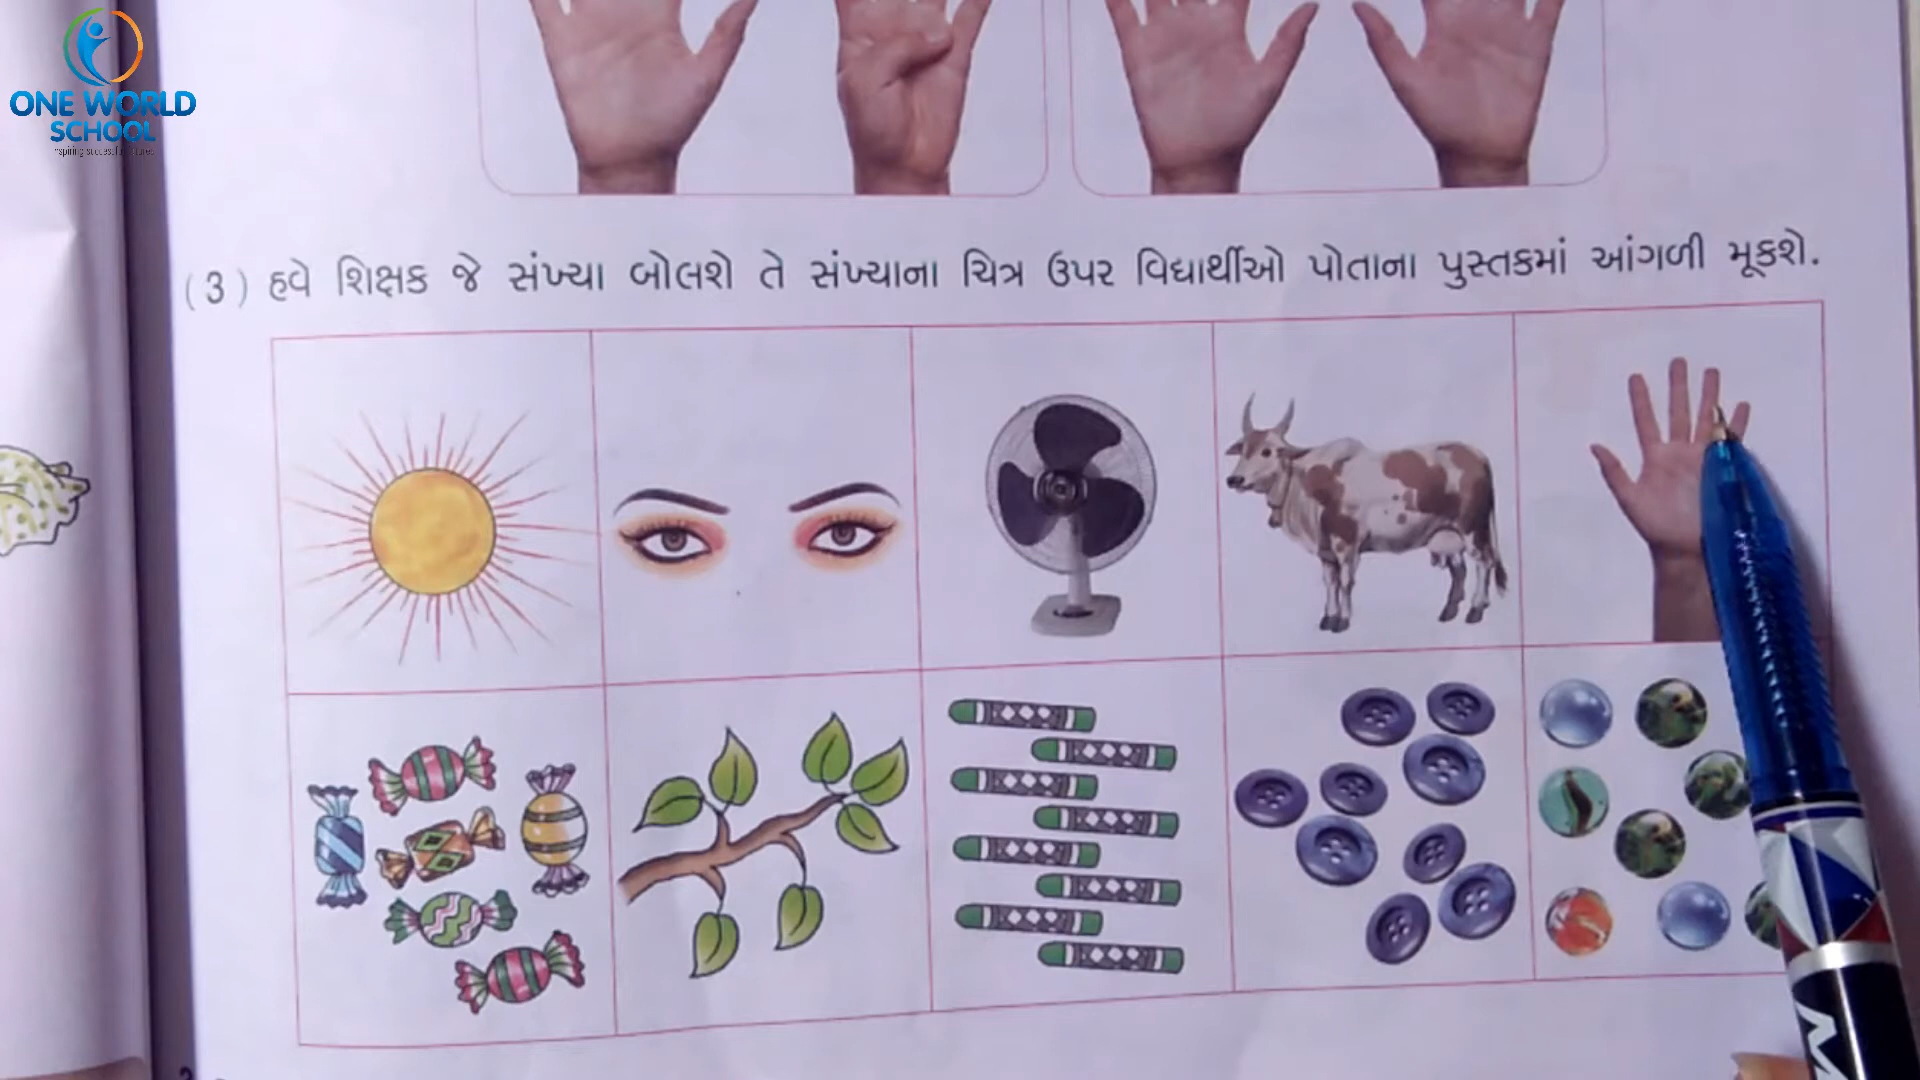 ONE WORLD
SCHOOL
(3) હવે શિક્ષક જે સંખ્યા બોલશે તે સંખ્યાના ચિત્ર ઉપર વિદ્યાર્થીઓ પોતાના પુસ્તકમાં આંગળી મૂકશે.